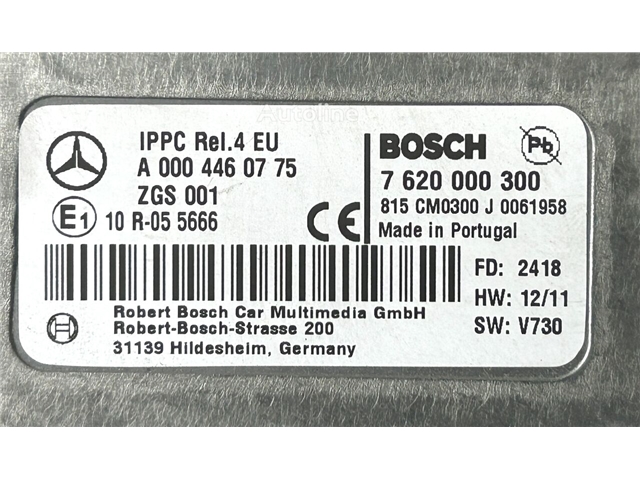 Autoline
IPPC Rel.4 EU
A 000 446 07 75
ZGS 001
E1 10 R-05 5666
CE
BOSCH
Pb
7 620 000 300
815 CM0300 J 0061958
Made in Portugal
FD: 2418
HW: 12/11
SW: V730
Robert Bosch Car Multimedia GmbH
Robert-Bosch-Strasse 200
31139 Hildesheim, Germany